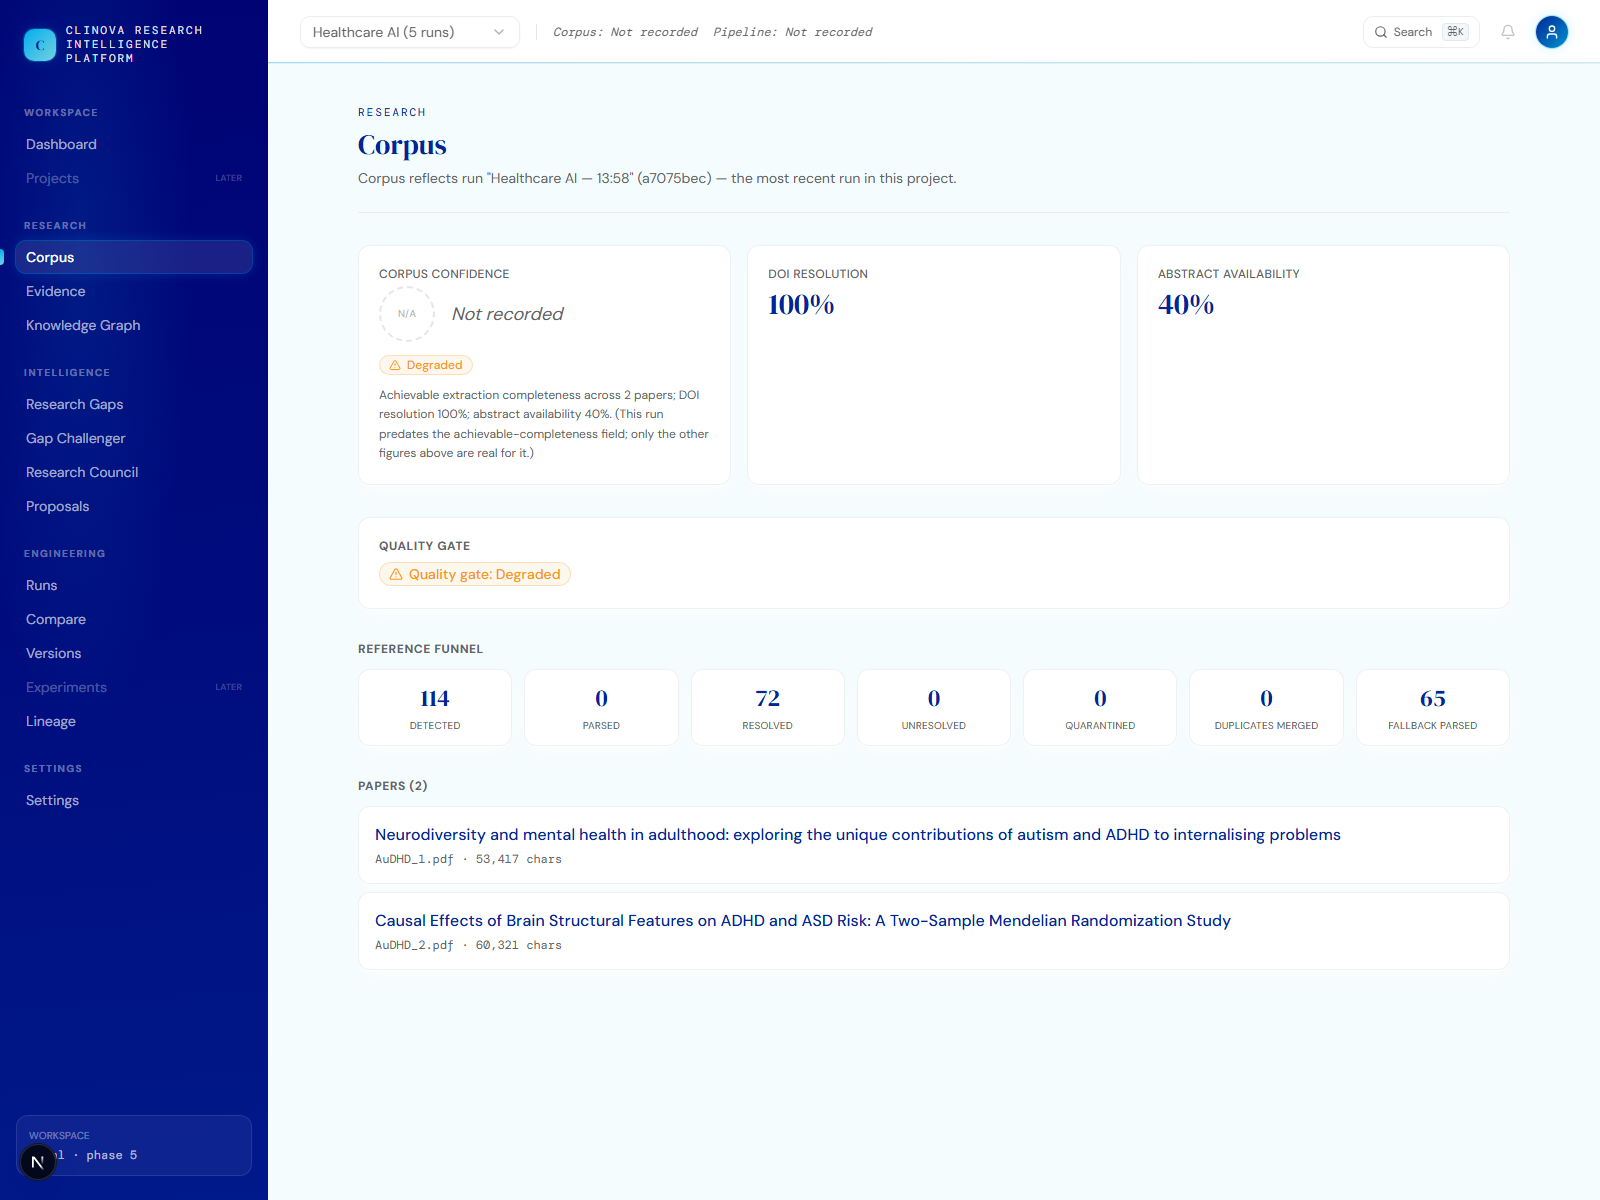 C
CLINOVA RESEARCH
INTELLIGENCE
PLATFORM
WORKSPACE
Dashboard
Projects LATER
RESEARCH
Corpus
Evidence
Knowledge Graph
INTELLIGENCE
Research Gaps
Gap Challenger
Research Council
Proposals
ENGINEERING
Runs
Compare
Versions
Experiments LATER
Lineage
SETTINGS
Settings
WORKSPACE
· phase 5
N
Healthcare AI (5 runs)
Corpus: Not recorded Pipeline: Not recorded
Search ⌘K
RESEARCH
Corpus
Corpus reflects run "Healthcare AI — 13:58" (a7075bec) — the most recent run in this project.
CORPUS CONFIDENCE
N/A
Not recorded
Degraded
Achievable extraction completeness across 2 papers; DOI
resolution 100%; abstract availability 40%. (This run
predates the achievable-completeness field; only the other
figures above are real for it.)
DOI RESOLUTION
100%
ABSTRACT AVAILABILITY
40%
QUALITY GATE
Quality gate: Degraded
REFERENCE FUNNEL
114
DETECTED
0
PARSED
72
RESOLVED
0
UNRESOLVED
0
QUARANTINED
0
DUPLICATES MERGED
65
FALLBACK PARSED
PAPERS (2)
Neurodiversity and mental health in adulthood: exploring the unique contributions of autism and ADHD to internalising problems
AuDHD_1.pdf · 53,417 chars
Causal Effects of Brain Structural Features on ADHD and ASD Risk: A Two-Sample Mendelian Randomization Study
AuDHD_2.pdf · 60,321 chars